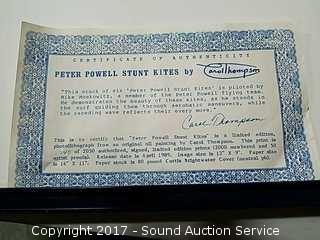 CERTIFICATE OF AUTHENTICITY
PETER POWELL STUNT KITES by Carol Thompson
"This stack of six 'Peter Powell Stunt Kites' is piloted by
Mike Moskowitz, a member of the Peter Powell flying team.
He demonstrates the beauty of these kites, as he stands in
the surf guiding them through aerobatic maneuvers, while
the receding wave reflects their every move."
Carol Thompson
This is to certify that 'Peter Powell Stunt Kites' is a limited edition,
photolithograph from an original oil painting by Carol Thompson. This print is
of 2050 authorized, signed, limited edition prints (2000 numbered and 50
artist proofs). Release date is April 1985. Image size is 12" X 9". Paper size
is 14" X 11". Paper stock is 80 pound Curtis Brightwater Cover (neutral pH).
Copyright 2017 - Sound Auction Service